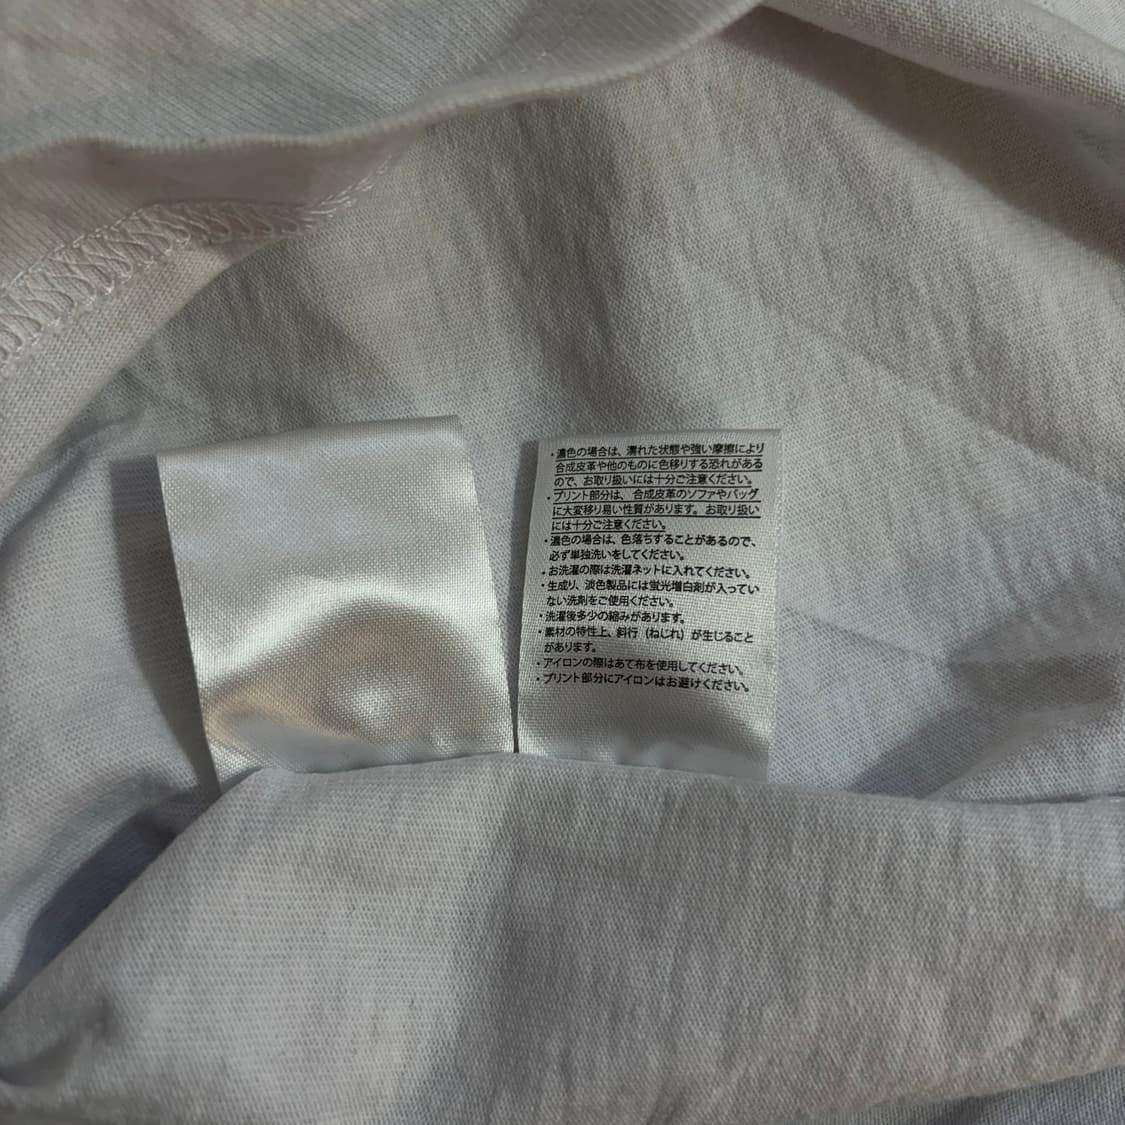 ・濃色の場合は、濡れた状態や強い摩擦により
合成皮革や他のものに色移りする恐れがある
ので、お取り扱いには十分ご注意ください。
・プリント部分は、合成皮革のソファやバッグ
に大変移り易い性質があります。お取り扱い
には十分ご注意ください。
・濃色の場合は、色落ちすることがあるので、
必ず単独洗いをしてください。
・お洗濯の際は洗濯ネットに入れてください。
・生成り、淡色製品には蛍光増白剤が入ってい
ない洗剤をご使用ください。
・洗濯後多少の縮みがあります。
・素材の特性上、斜行（ねじれ）が生じること
があります。
・アイロンの際はあて布を使用してください。
・プリント部分にアイロンはお避けください。